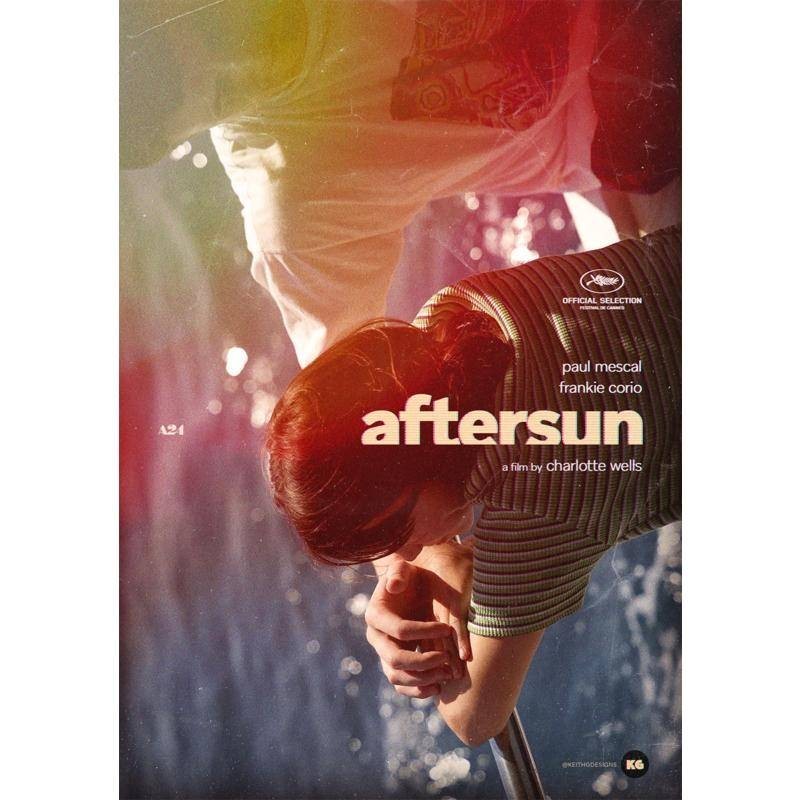 OFFICIAL SELECTION
FESTIVAL DE CANNES
paul mescal
frankie corio
A24
aftersun
a film by charlotte wells
@KEITHGDESIGNS KG